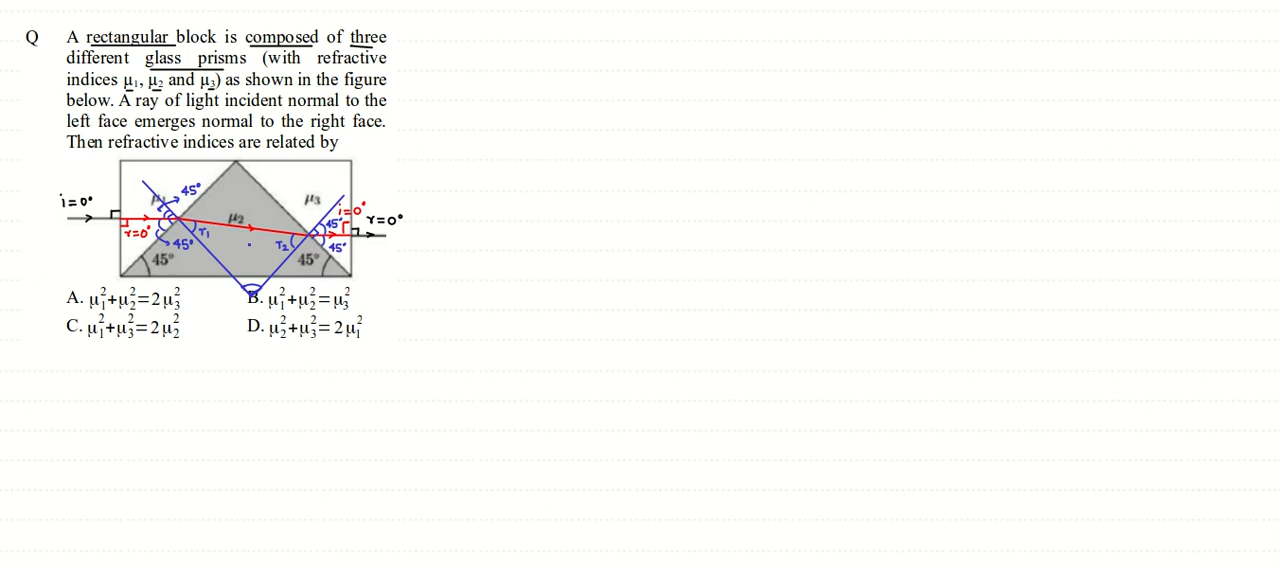 Q A rectangular block is composed of three
different glass prisms (with refractive
indices μ₁, μ₂ and μ₃) as shown in the figure
below. A ray of light incident normal to the
left face emerges normal to the right face.
Then refractive indices are related by
45°
i=0° μ₃ i=0°
μ₂ 45° r=0°
r=0° r₁
45° r₂ 45°
45° 45°
A. μ₁²+μ₂²=2μ₃² B. μ₁²+μ₂²=μ₃²
C. μ₁²+μ₃²=2μ₂² D. μ₂²+μ₃²=2μ₁²